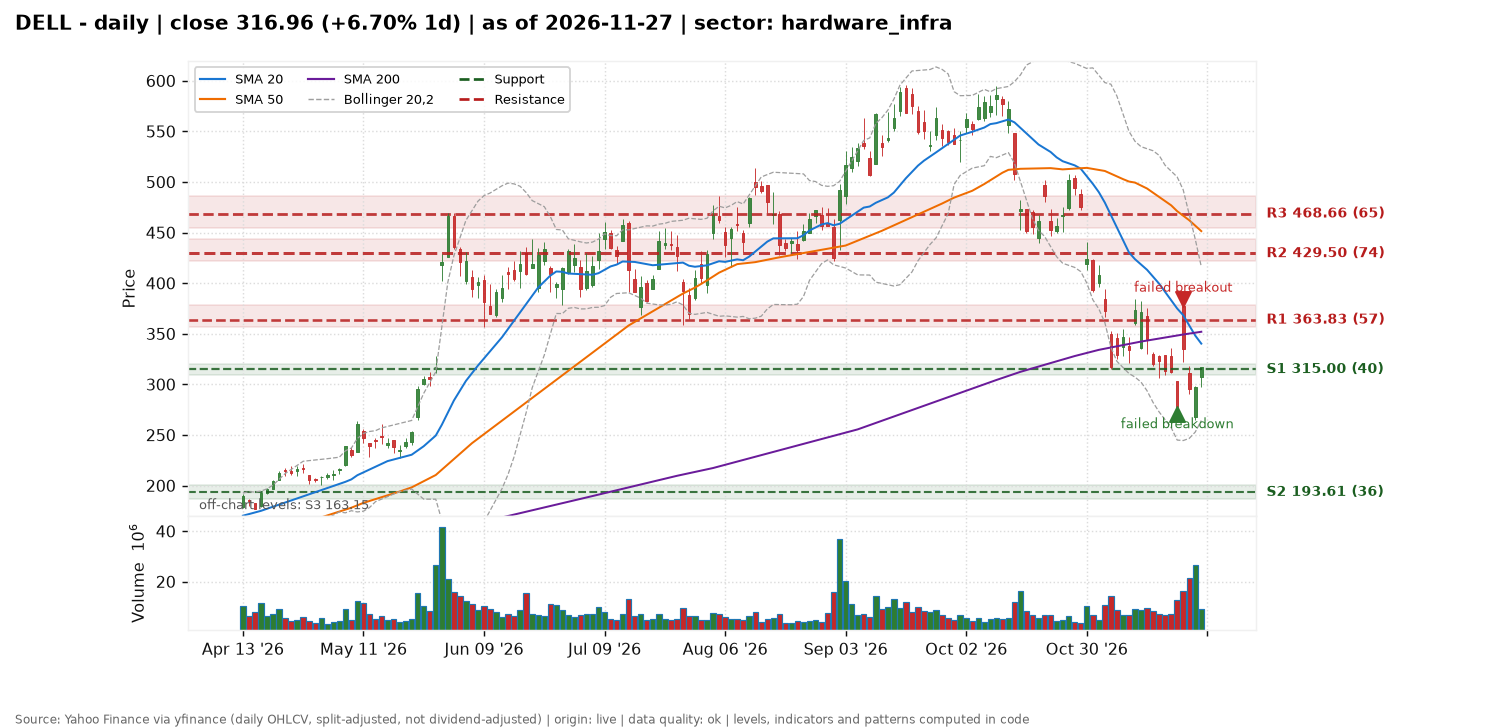 DELL - daily | close 316.96 (+6.70% 1d) | as of 2026-11-27 | sector: hardware_infra
SMA 20
SMA 50
SMA 200
Bollinger 20,2
Support
Resistance
Price
600
550
500
450
400
350
300
250
200
R3 468.66 (65)
R2 429.50 (74)
R1 363.83 (57)
S1 315.00 (40)
S2 193.61 (36)
failed breakout
failed breakdown
off-chart levels: S3 163.15
Volume 10⁶
40
20
Apr 13 '26
May 11 '26
Jun 09 '26
Jul 09 '26
Aug 06 '26
Sep 03 '26
Oct 02 '26
Oct 30 '26
Source: Yahoo Finance via yfinance (daily OHLCV, split-adjusted, not dividend-adjusted) | origin: live | data quality: ok | levels, indicators and patterns computed in code